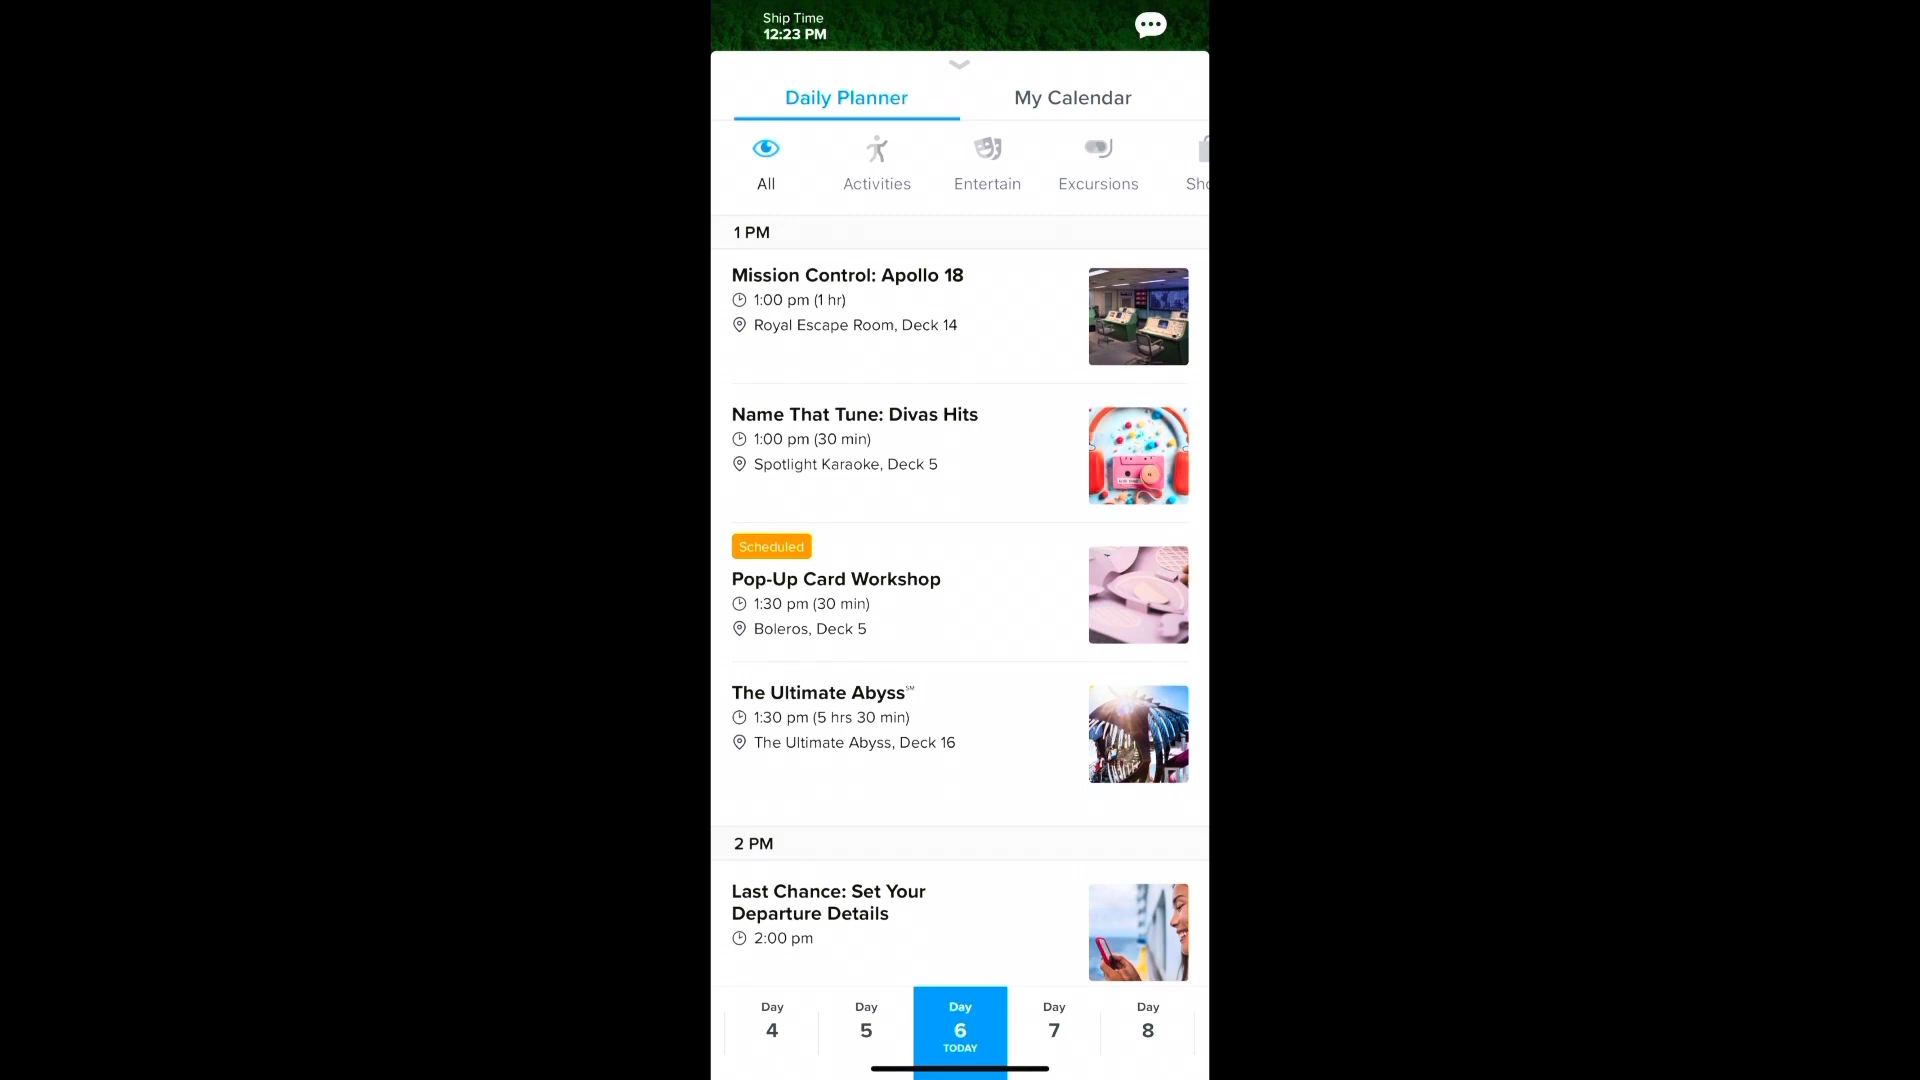 Ship Time
12:23 PM
Daily Planner
My Calendar
All
Activities
Entertain
Excursions
Sho
1 PM
Mission Control: Apollo 18
1:00 pm (1 hr)
Royal Escape Room, Deck 14
Name That Tune: Divas Hits
1:00 pm (30 min)
Spotlight Karaoke, Deck 5
Scheduled
Pop-Up Card Workshop
1:30 pm (30 min)
Boleros, Deck 5
The Ultimate Abyss℠
1:30 pm (5 hrs 30 min)
The Ultimate Abyss, Deck 16
2 PM
Last Chance: Set Your
Departure Details
2:00 pm
Day
4
Day
5
Day
6
TODAY
Day
7
Day
8